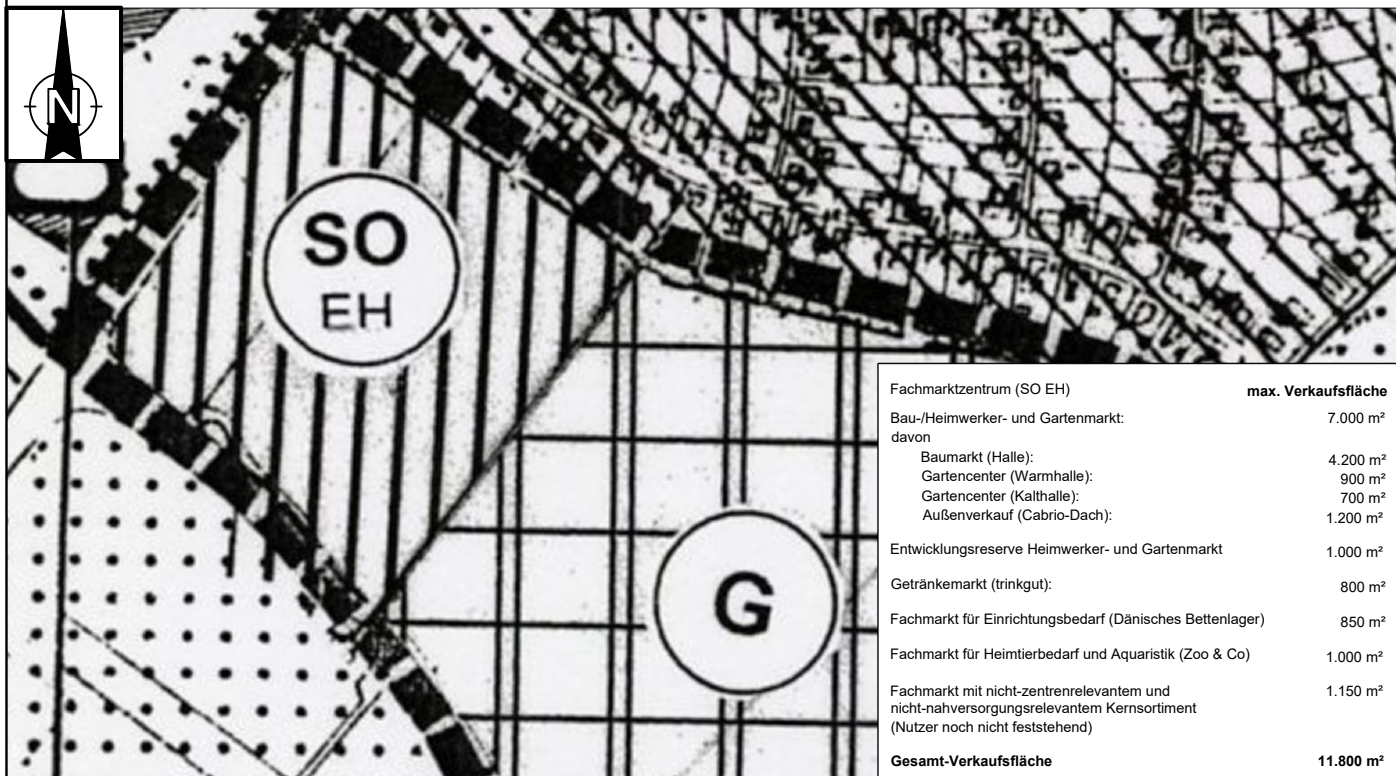 N
SO
EH
G
Fachmarktzentrum (SO EH) max. Verkaufsfläche
Bau-/Heimwerker- und Gartenmarkt: 7.000 m²
davon
Baumarkt (Halle): 4.200 m²
Gartencenter (Warmhalle): 900 m²
Gartencenter (Kalthalle): 700 m²
Außenverkauf (Cabrio-Dach): 1.200 m²
Entwicklungsreserve Heimwerker- und Gartenmarkt 1.000 m²
Getränkemarkt (trinkgut): 800 m²
Fachmarkt für Einrichtungsbedarf (Dänisches Bettenlager) 850 m²
Fachmarkt für Heimtierbedarf und Aquaristik (Zoo & Co) 1.000 m²
Fachmarkt mit nicht-zentrenrelevantem und 1.150 m²
nicht-nahversorgungsrelevantem Kernsortiment
(Nutzer noch nicht feststehend)
Gesamt-Verkaufsfläche 11.800 m²